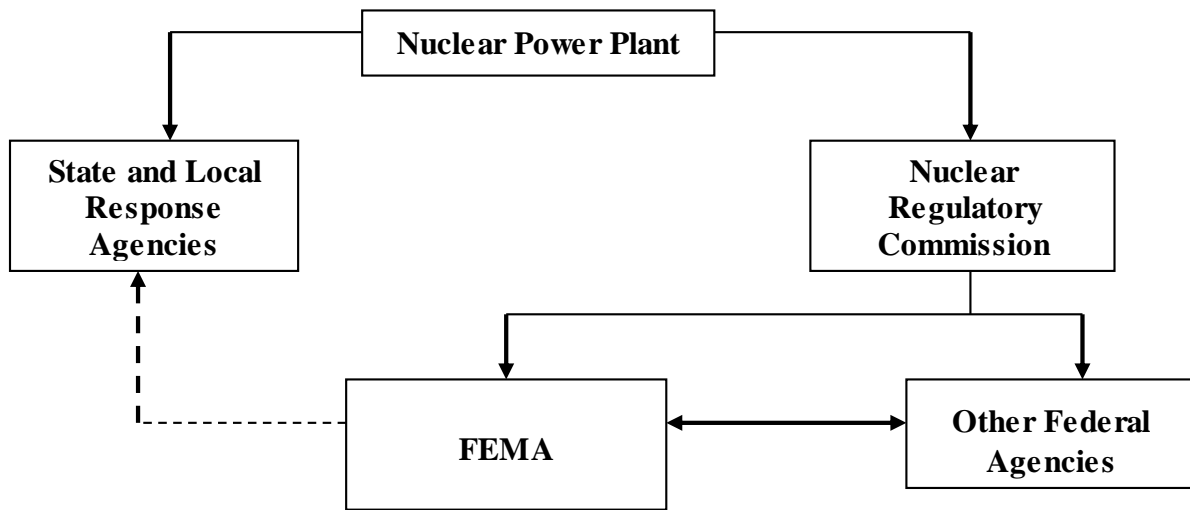 Nuclear Power Plant
State and Local
Response
Agencies
Nuclear
Regulatory
Commission
FEMA
Other Federal
Agencies